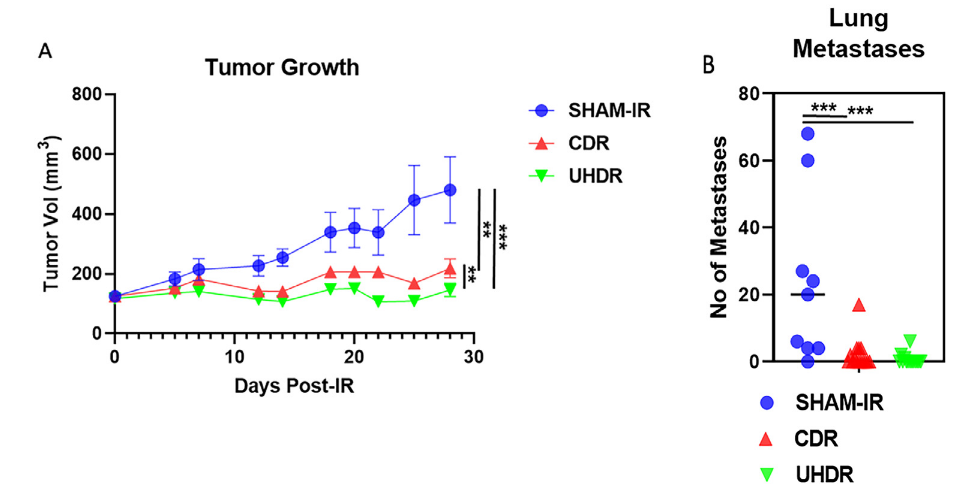 A
Tumor Growth
800
600
400
200
0
Tumor Vol (mm3)
0 10 20 30
Days Post-IR
SHAM-IR
CDR
UHDR
**
**
***
B
Lung
Metastases
80
60
40
20
0
No of Metastases
*** ***
SHAM-IR
CDR
UHDR